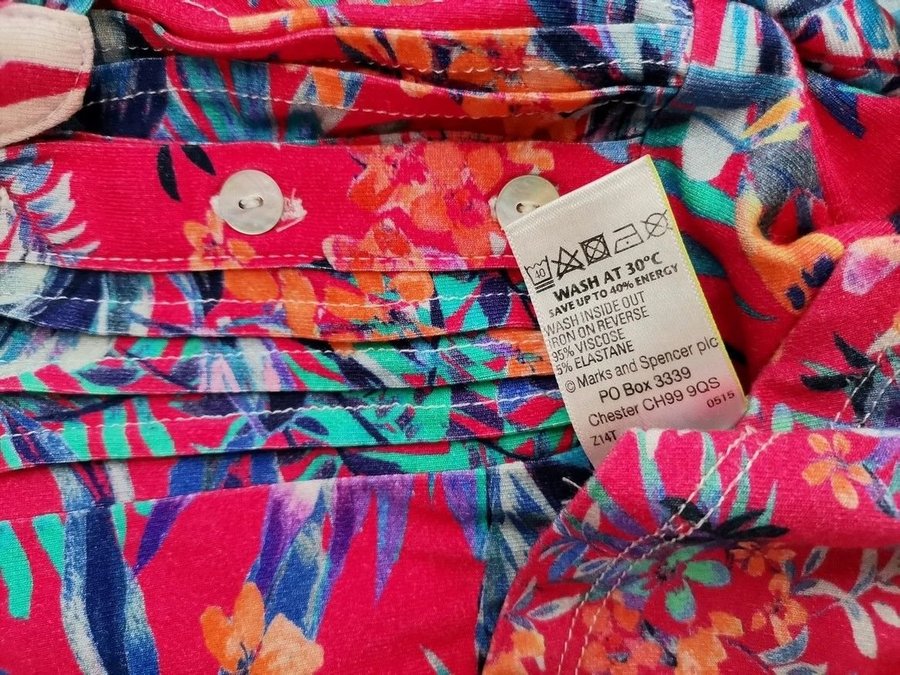 40
WASH AT 30°C
SAVE UP TO 40% ENERGY
WASH INSIDE OUT
IRON ON REVERSE
95% VISCOSE
5% ELASTANE
© Marks and Spencer plc
PO Box 3339
Chester CH99 9QS
Z14T 0515